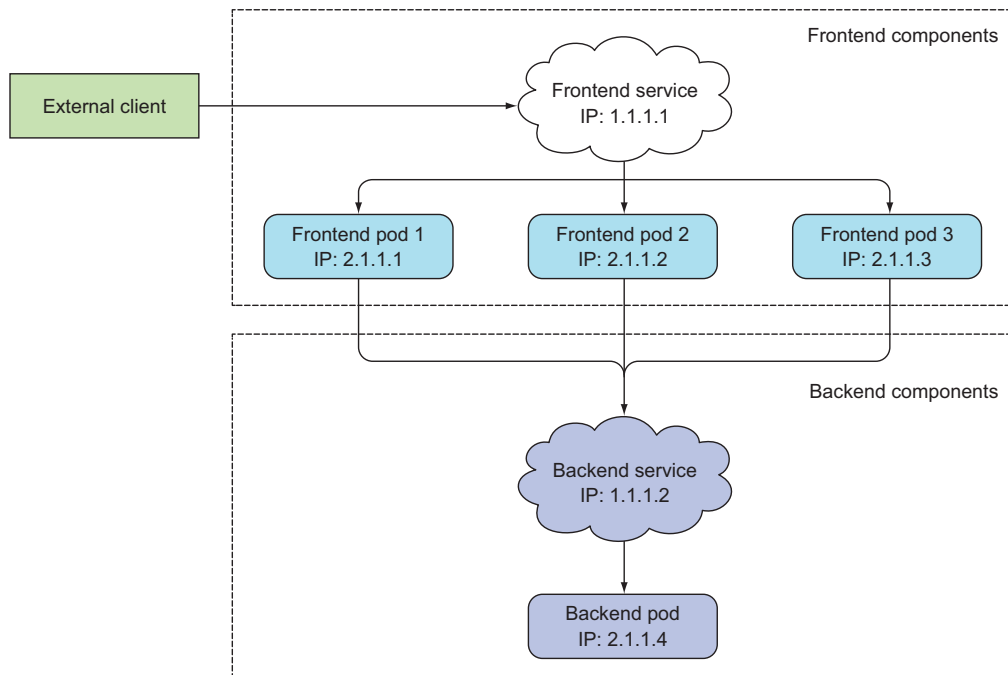 Frontend components
External client
Frontend service
IP: 1.1.1.1
Frontend pod 1
IP: 2.1.1.1
Frontend pod 2
IP: 2.1.1.2
Frontend pod 3
IP: 2.1.1.3
Backend components
Backend service
IP: 1.1.1.2
Backend pod
IP: 2.1.1.4